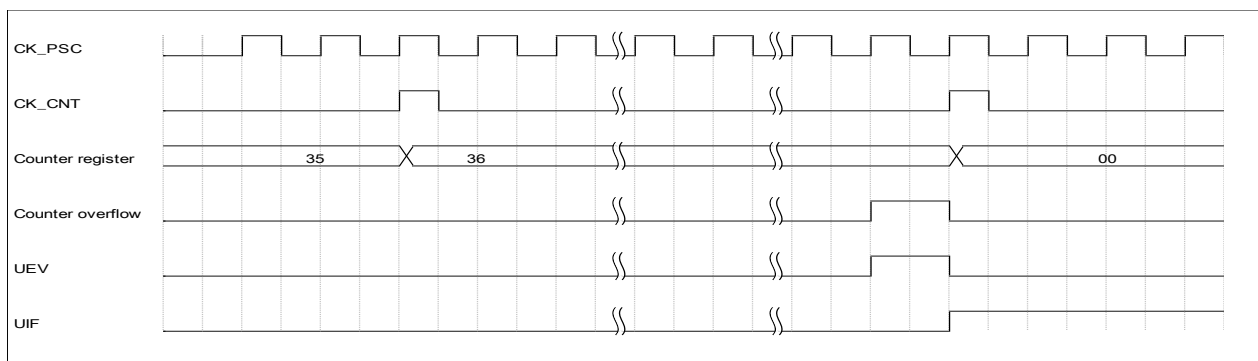 CK_PSC
CK_CNT
Counter register
35
36
00
Counter overflow
UEV
UIF